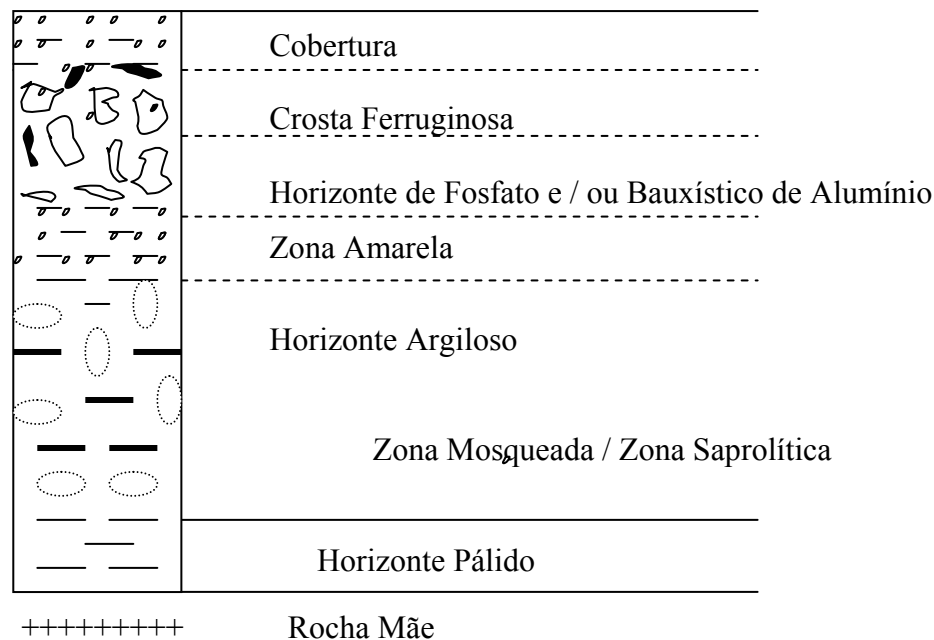 Cobertura
Crosta Ferruginosa
Horizonte de Fosfato e / ou Bauxístico de Alumínio
Zona Amarela
Horizonte Argiloso
Zona Mosqueada / Zona Saprolítica
Horizonte Pálido
+++++++++ Rocha Mãe